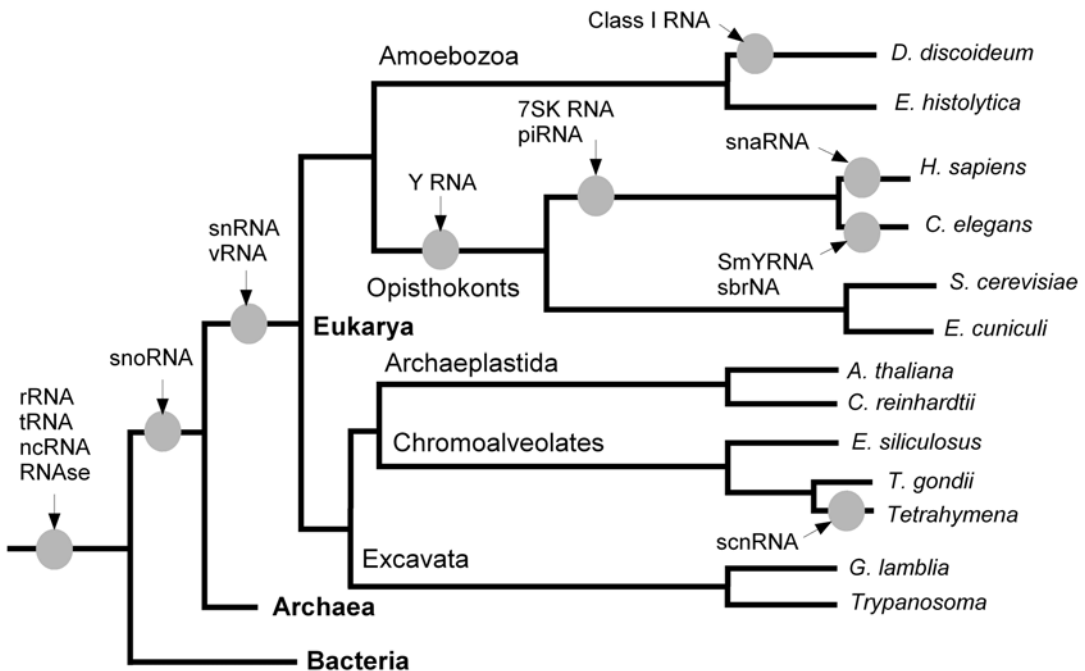 Class I RNA
Amoebozoa
D. discoideum
E. histolytica
7SK RNA
piRNA
snaRNA
H. sapiens
Y RNA
C. elegans
snRNA
vRNA
SmYRNA
sbrNA
Opisthokonts
S. cerevisiae
E. cuniculi
Eukarya
snoRNA
Archaeplastida
A. thaliana
C. reinhardtii
rRNA
tRNA
ncRNA
RNAse
Chromoalveolates
E. siliculosus
T. gondii
Tetrahymena
scnRNA
Excavata
G. lamblia
Trypanosoma
Archaea
Bacteria